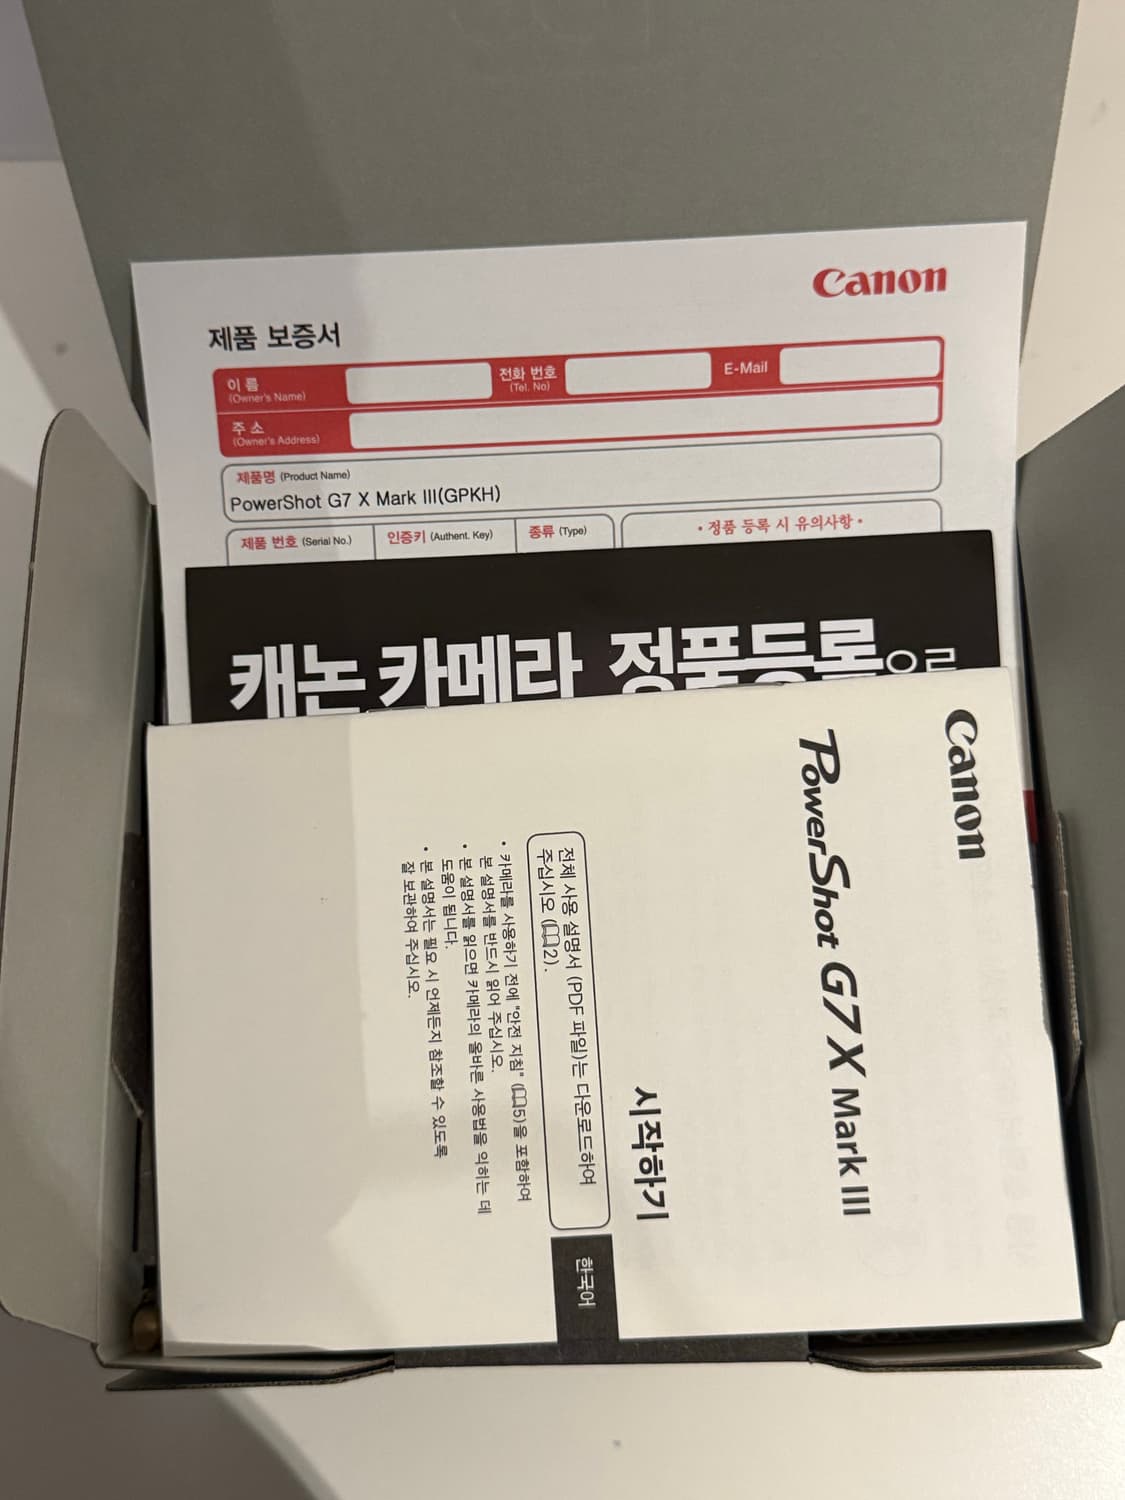 Canon
제품 보증서
이 름
(Owner's Name)
전화 번호
(Tel. No)
E-Mail
주 소
(Owner's Address)
제품명 (Product Name)
PowerShot G7 X Mark III(GPKH)
제품 번호 (Serial No.)
인증키 (Authent. Key)
종류 (Type)
• 정품 등록 시 유의사항 •
캐논 카메라 정품등록으로
Canon
PowerShot G7 X Mark III
시작하기
전체 사용 설명서 (PDF 파일)는 다운로드하여
주십시오 (2).
• 카메라를 사용하기 전에 "안전 지침" (5)을 포함하여
본 설명서를 반드시 읽어 주십시오.
• 본 설명서를 읽으면 카메라의 올바른 사용법을 익히는 데
도움이 됩니다.
• 본 설명서는 필요 시 언제든지 참조할 수 있도록
잘 보관하여 주십시오.
한국어